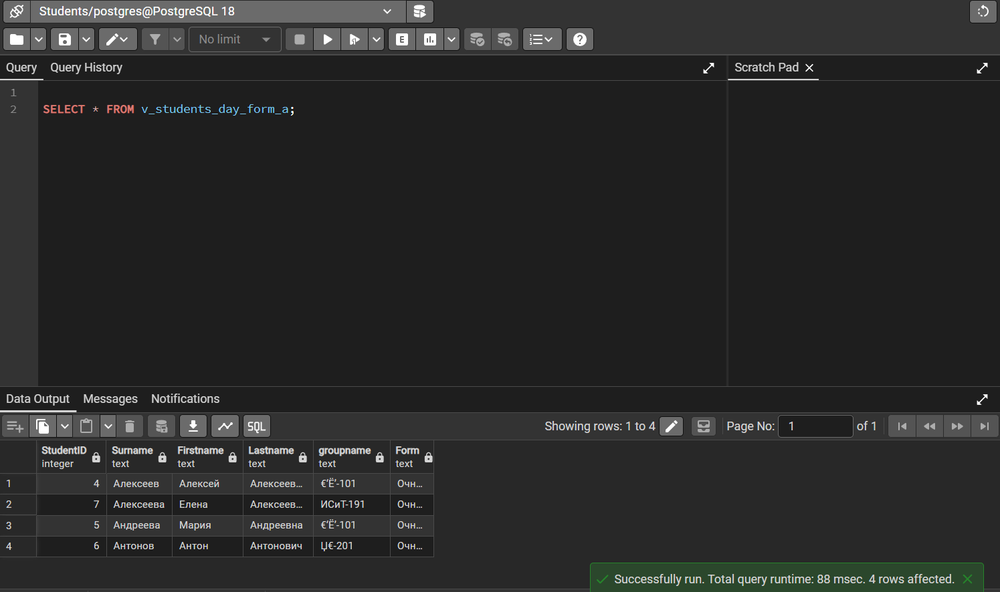 Students/postgres@PostgreSQL 18
No limit
E
SQL
Query
Query History
Scratch Pad
1
2
SELECT * FROM v_students_day_form_a;
Data Output
Messages
Notifications
Showing rows: 1 to 4
Page No:
1
of 1
StudentID Surname Firstname Lastname groupname Form
integer text text text text text
1 4 Алексеев Алексей Алексеев... €‘Ё’-101 Очн...
2 7 Алексеева Елена Алексеев... ИСиТ-191 Очн...
3 5 Андреева Мария Андреевна €‘Ё’-101 Очн...
4 6 Антонов Антон Антонович Џ€-201 Очн...
Successfully run. Total query runtime: 88 msec. 4 rows affected.